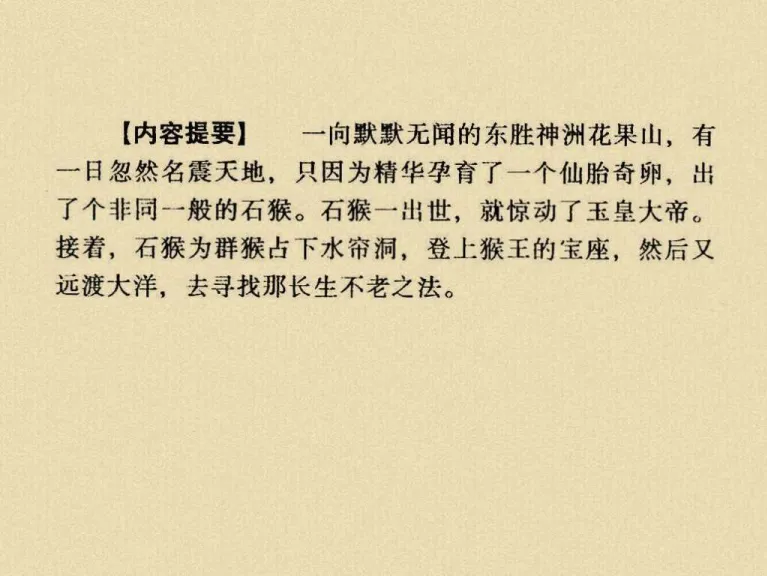 【内容提要】 一向默默无闻的东胜神洲花果山，有
一日忽然名震天地，只因为精华孕育了一个仙胎奇卵，出
了个非同一般的石猴。石猴一出世，就惊动了玉皇大帝。
接着，石猴为群猴占下水帘洞，登上猴王的宝座，然后又
远渡大洋，去寻找那长生不老之法。